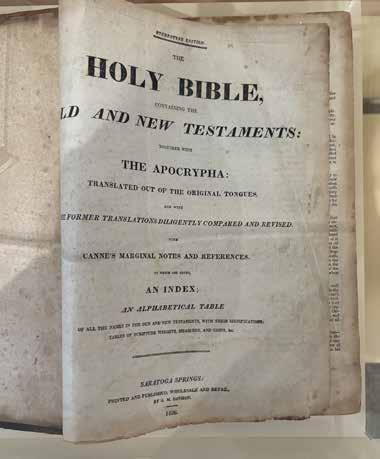 STEREOTYPE EDITION.
THE
HOLY BIBLE,
CONTAINING THE
LD AND NEW TESTAMENTS:
TOGETHER WITH
THE APOCRYPHA:
TRANSLATED OUT OF THE ORIGINAL TONGUES,
AND WITH
FORMER TRANSLATIONS DILIGENTLY COMPARED AND REVISED.
WITH
CANNE'S MARGINAL NOTES AND REFERENCES.
TO WHICH ARE ADDED,
AN INDEX;
AN ALPHABETICAL TABLE
OF ALL THE NAMES IN THE OLD AND NEW TESTAMENTS, WITH THEIR SIGNIFICATIONS;
TABLES OF SCRIPTURE WEIGHTS, MEASURES, AND COINS, &c.
SARATOGA SPRINGS:
PRINTED AND PUBLISHED, WHOLESALE AND RETAIL,
BY G. M. DAVISON.